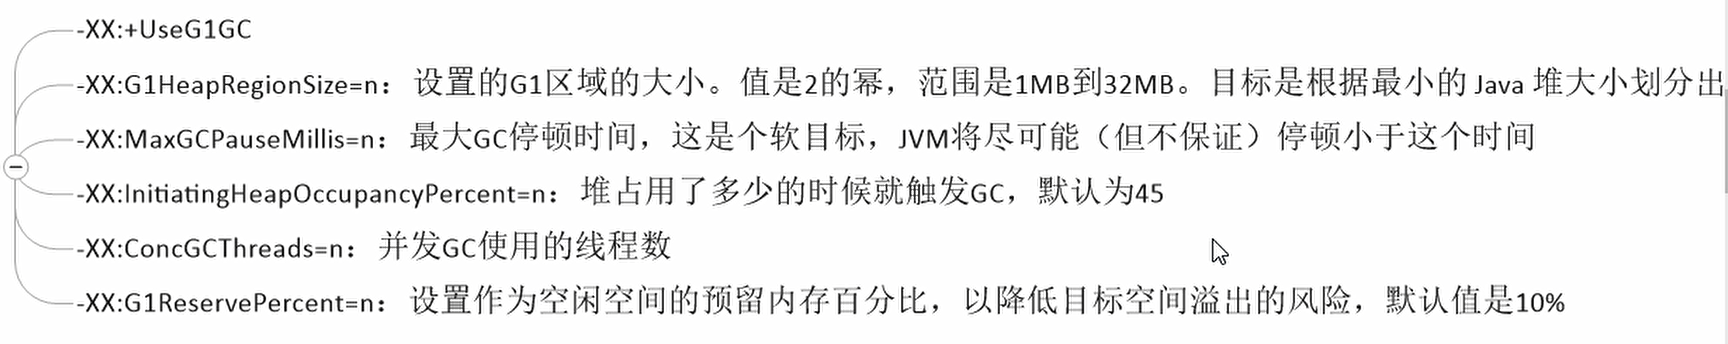 -XX:+UseG1GC
-XX:G1HeapRegionSize=n：设置的G1区域的大小。值是2的幂，范围是1MB到32MB。目标是根据最小的 Java 堆大小划分出
-XX:MaxGCPauseMillis=n：最大GC停顿时间，这是个软目标，JVM将尽可能（但不保证）停顿小于这个时间
-XX:InitiatingHeapOccupancyPercent=n：堆占用了多少的时候就触发GC，默认为45
-XX:ConcGCThreads=n：并发GC使用的线程数
-XX:G1ReservePercent=n：设置作为空闲空间的预留内存百分比，以降低目标空间溢出的风险，默认值是10%